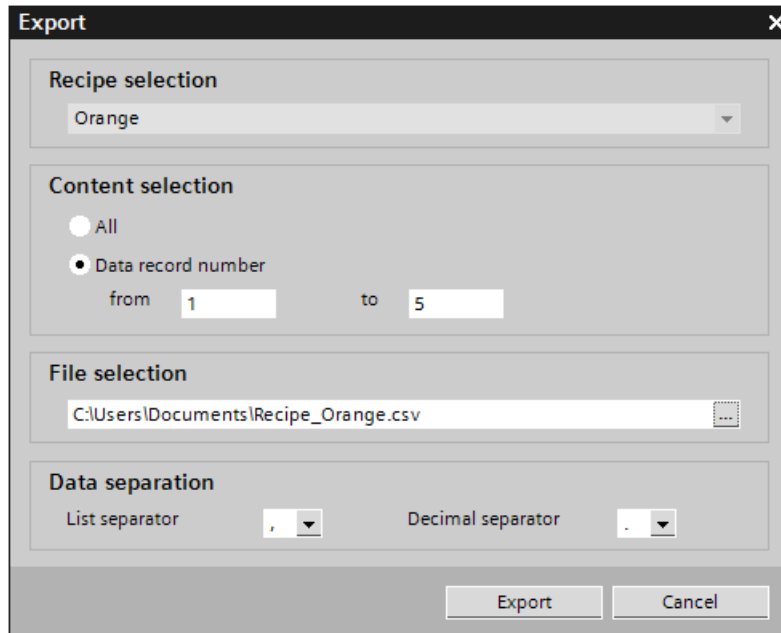 Export
Recipe selection
Orange
Content selection
All
Data record number
from 1 to 5
File selection
C:\Users\Documents\Recipe_Orange.csv ...
Data separation
List separator , Decimal separator .
Export Cancel